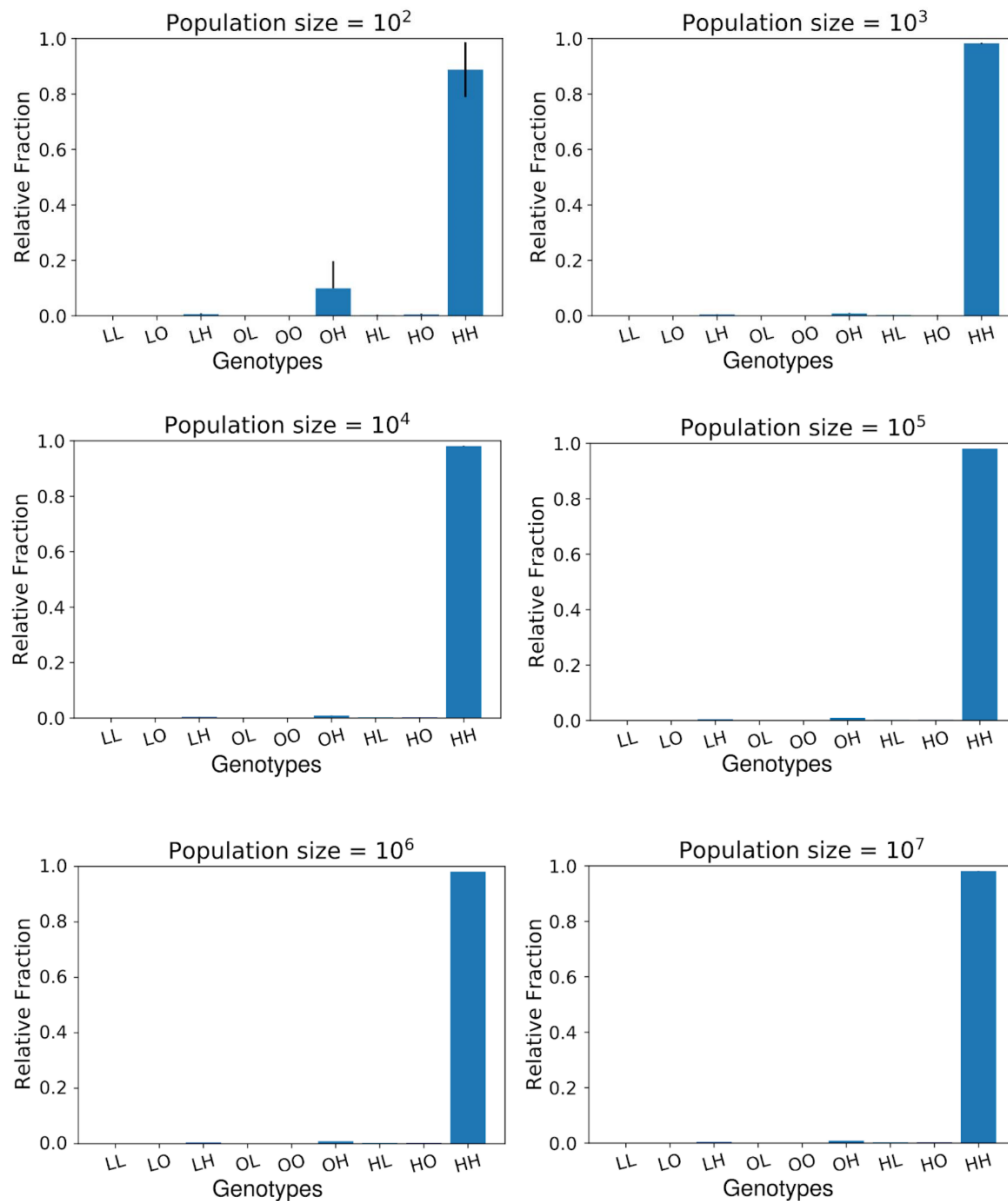 Population size = 10²
1.0
0.8
0.6
0.4
0.2
0.0
Relative Fraction
LL LO LH OL OO OH HL HO HH
Genotypes
Population size = 10³
1.0
0.8
0.6
0.4
0.2
0.0
Relative Fraction
LL LO LH OL OO OH HL HO HH
Genotypes
Population size = 10⁴
1.0
0.8
0.6
0.4
0.2
0.0
Relative Fraction
LL LO LH OL OO OH HL HO HH
Genotypes
Population size = 10⁵
1.0
0.8
0.6
0.4
0.2
0.0
Relative Fraction
LL LO LH OL OO OH HL HO HH
Genotypes
Population size = 10⁶
1.0
0.8
0.6
0.4
0.2
0.0
Relative Fraction
LL LO LH OL OO OH HL HO HH
Genotypes
Population size = 10⁷
1.0
0.8
0.6
0.4
0.2
0.0
Relative Fraction
LL LO LH OL OO OH HL HO HH
Genotypes